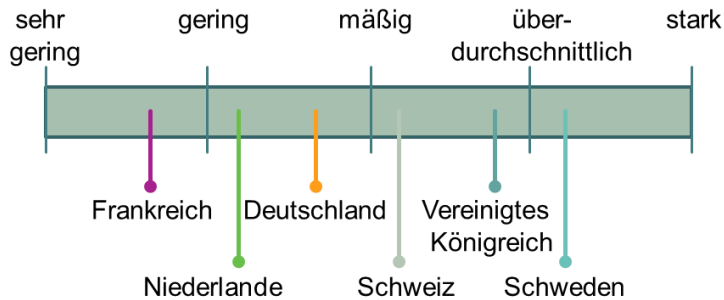 sehr
gering
gering
mäßig
über-
durchschnittlich
stark
Frankreich
Deutschland
Vereinigtes
Königreich
Niederlande
Schweiz
Schweden